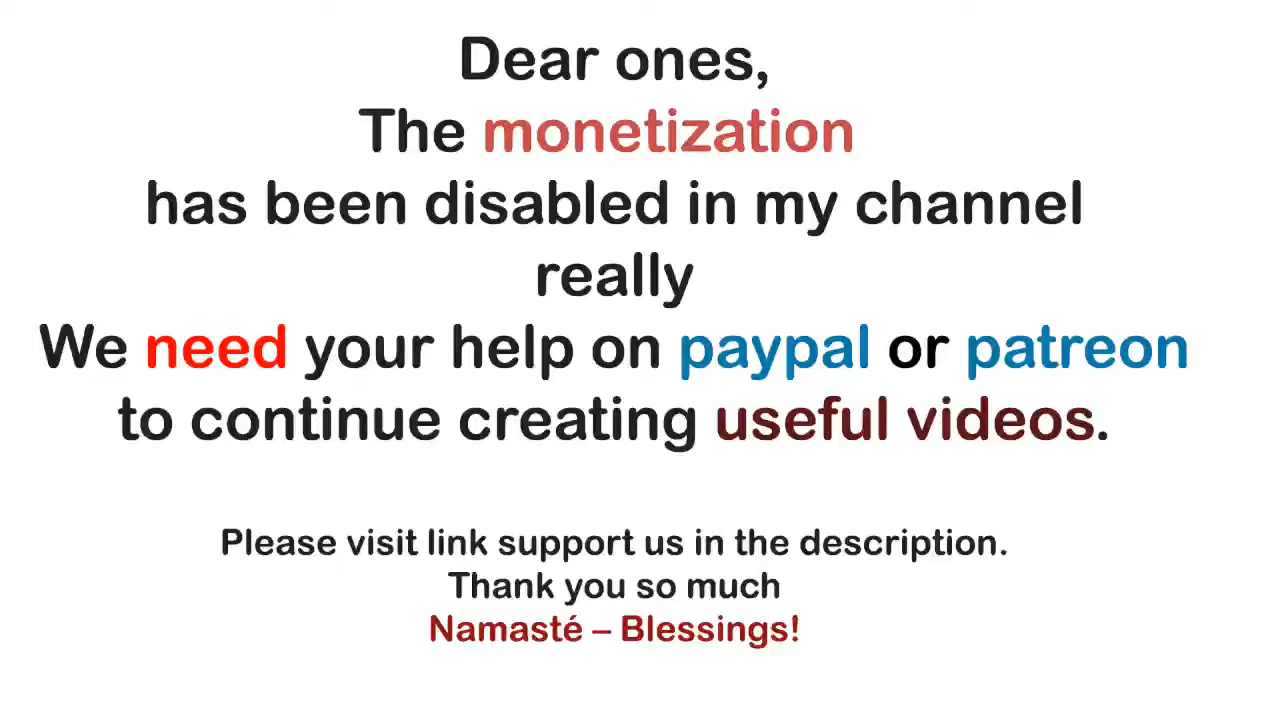 Dear ones,
The monetization
has been disabled in my channel
really
We need your help on paypal or patreon
to continue creating useful videos.
Please visit link support us in the description.
Thank you so much
Namasté – Blessings!